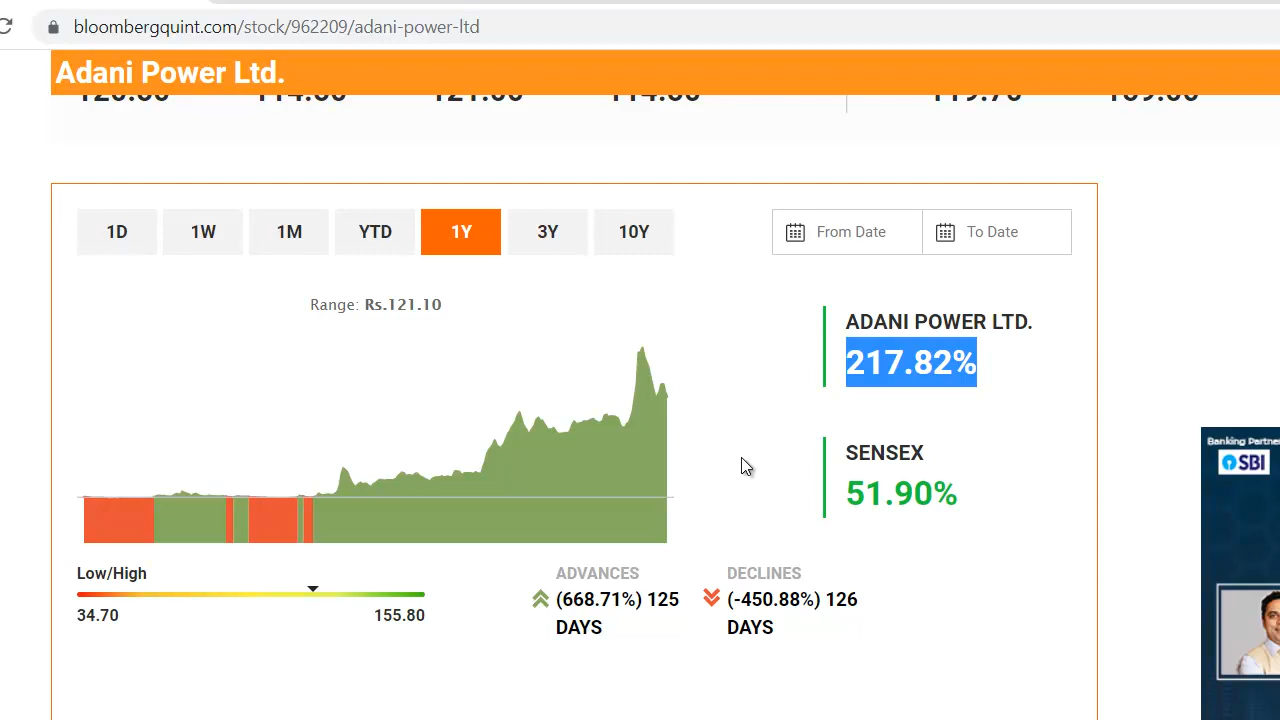 bloombergquint.com/stock/962209/adani-power-ltd
Adani Power Ltd.
1D 1W 1M YTD 1Y 3Y 10Y From Date To Date
Range: Rs.121.10
ADANI POWER LTD.
217.82%
SENSEX
51.90%
Banking Partne
SBI
Low/High
34.70 155.80
ADVANCES
(668.71%) 125
DAYS
DECLINES
(-450.88%) 126
DAYS